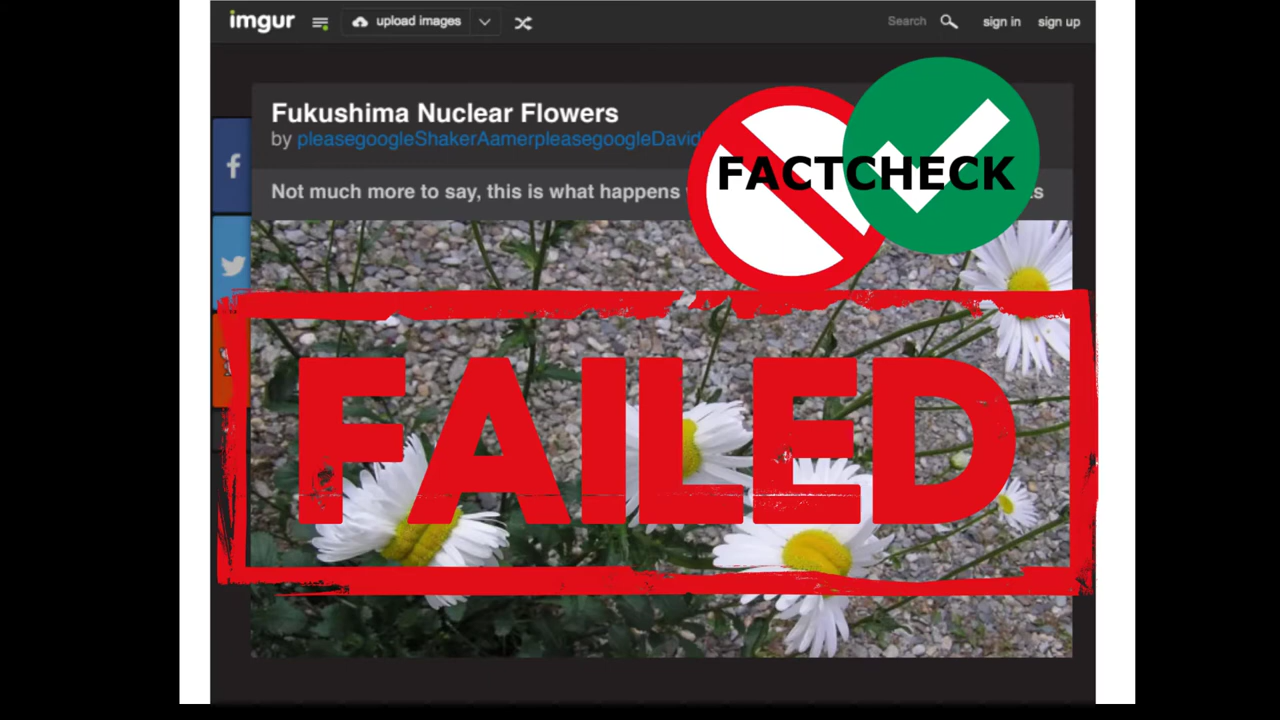 imgur
upload images
Search
sign in
sign up
Fukushima Nuclear Flowers
by pleasegoogleShakerAamerpleasegoogleDavid
FACTCHECK
Not much more to say, this is what happens
FAILED